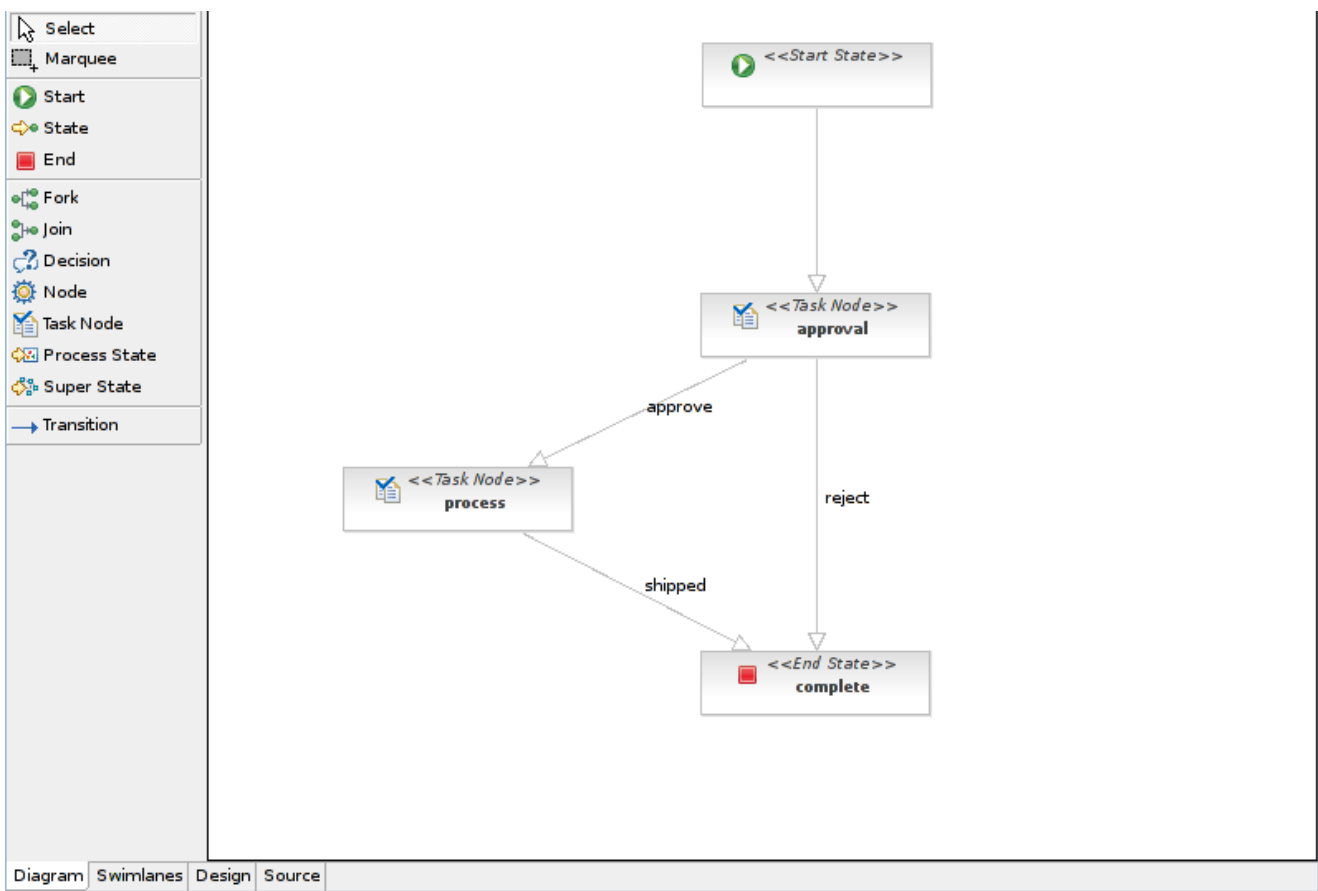 Select
Marquee
Start
State
End
Fork
Join
Decision
Node
Task Node
Process State
Super State
Transition
<<Start State>>
<<Task Node>>
approval
approve
<<Task Node>>
process
reject
shipped
<<End State>>
complete
Diagram Swimlanes Design Source